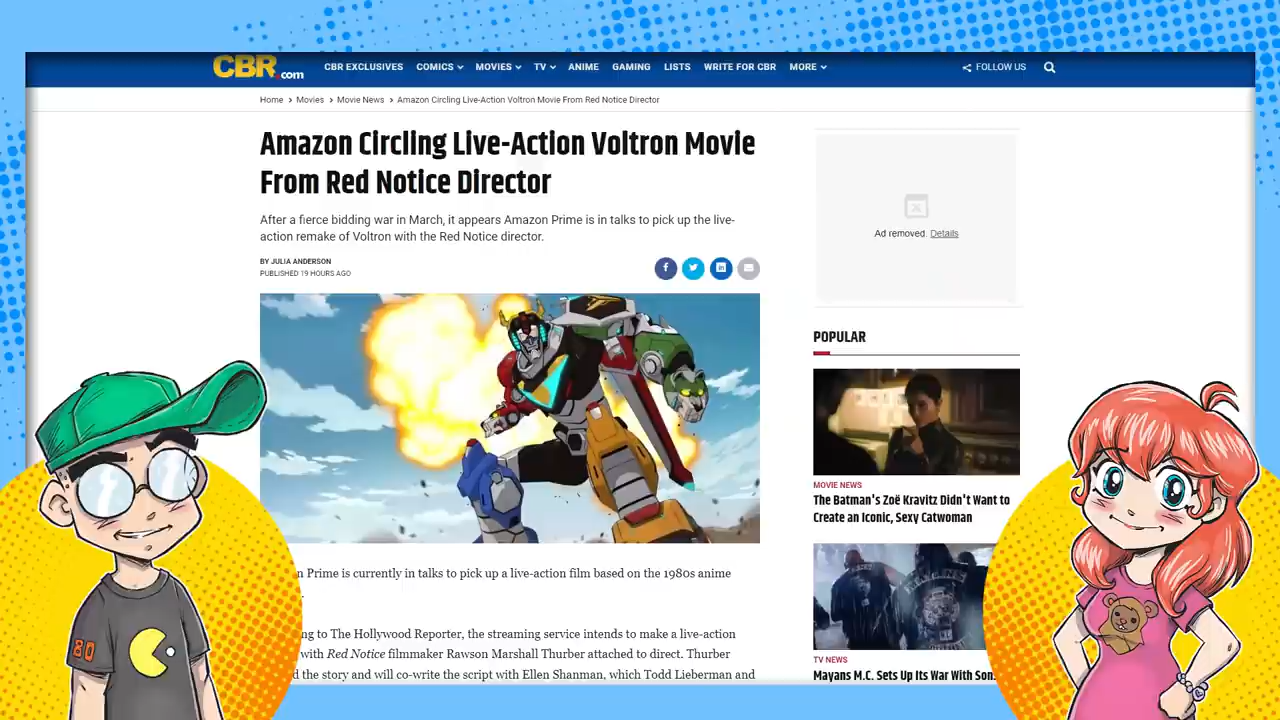 CBR.com
CBR EXCLUSIVES COMICS MOVIES TV ANIME GAMING LISTS WRITE FOR CBR MORE FOLLOW US
Home > Movies > Movie News > Amazon Circling Live-Action Voltron Movie From Red Notice Director
Amazon Circling Live-Action Voltron Movie
From Red Notice Director
After a fierce bidding war in March, it appears Amazon Prime is in talks to pick up the live-
action remake of Voltron with the Red Notice director.
BY JULIA ANDERSON
PUBLISHED 19 HOURS AGO
n Prime is currently in talks to pick up a live-action film based on the 1980s anime
ng to The Hollywood Reporter, the streaming service intends to make a live-action
with Red Notice filmmaker Rawson Marshall Thurber attached to direct. Thurber
d the story and will co-write the script with Ellen Shanman, which Todd Lieberman and
Ad removed. Details
POPULAR
MOVIE NEWS
The Batman's Zoë Kravitz Didn't Want to
Create an Iconic, Sexy Catwoman
TV NEWS
Mayans M.C. Sets Up Its War With Son
80